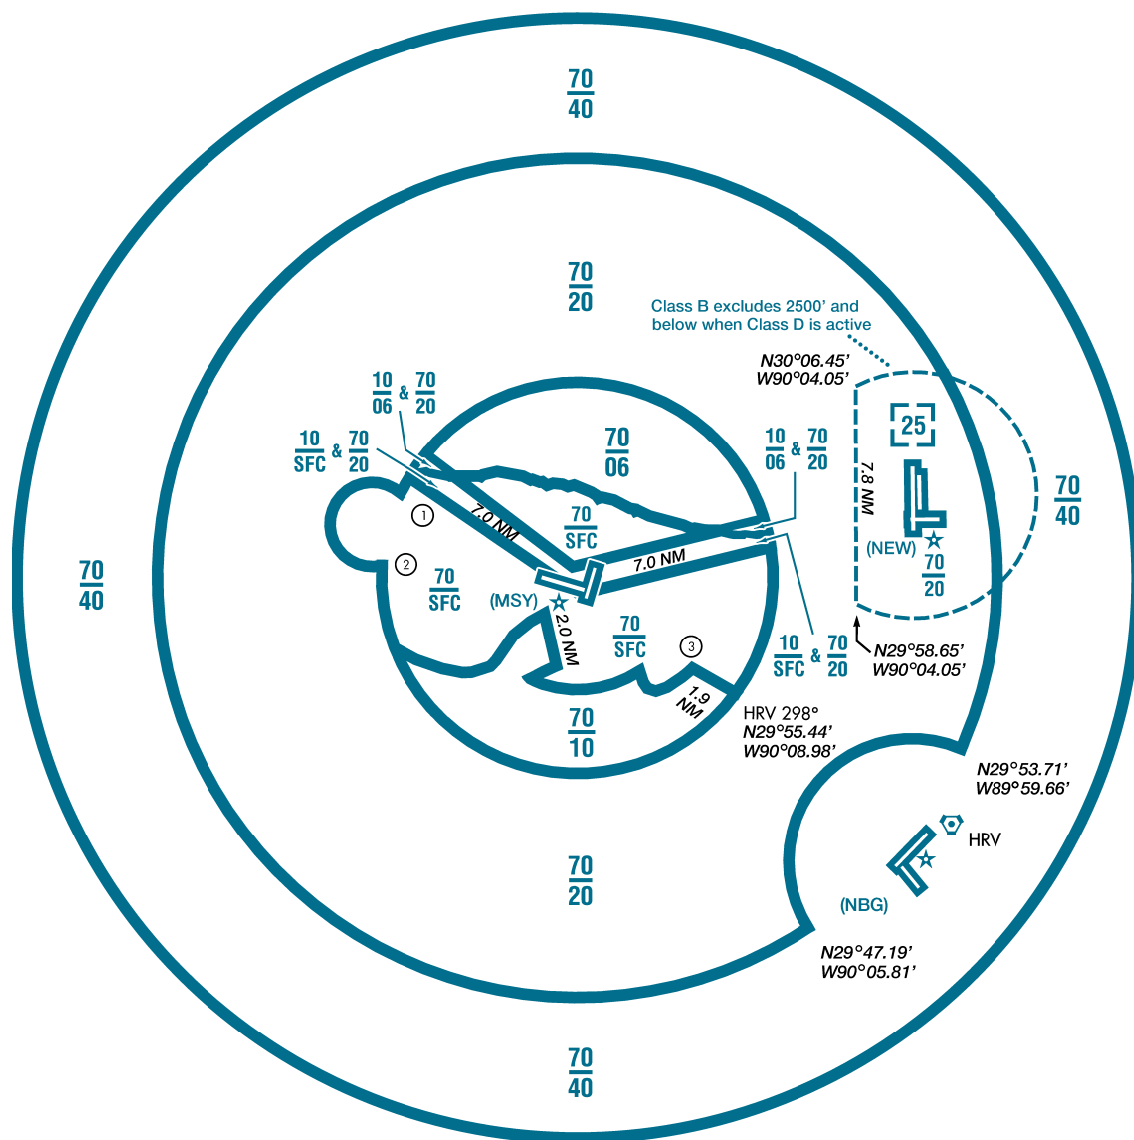 70
40
70
20
Class B excludes 2500' and
below when Class D is active
N30°06.45'
W90°04.05'
10
06
&
70
20
10
SFC
&
70
20
70
06
10
06
&
70
20
25
7.8 NM
70
40
1
7.0 NM
70
SFC
(NEW)
7.0 NM
70
20
70
40
2
70
SFC
(MSY)
2.0 NM
70
SFC
3
10
SFC
&
70
20
N29°58.65'
W90°04.05'
1.9
NM
70
10
HRV 298°
N29°55.44'
W90°08.98'
N29°53.71'
W89°59.66'
HRV
70
20
(NBG)
N29°47.19'
W90°05.81'
70
40